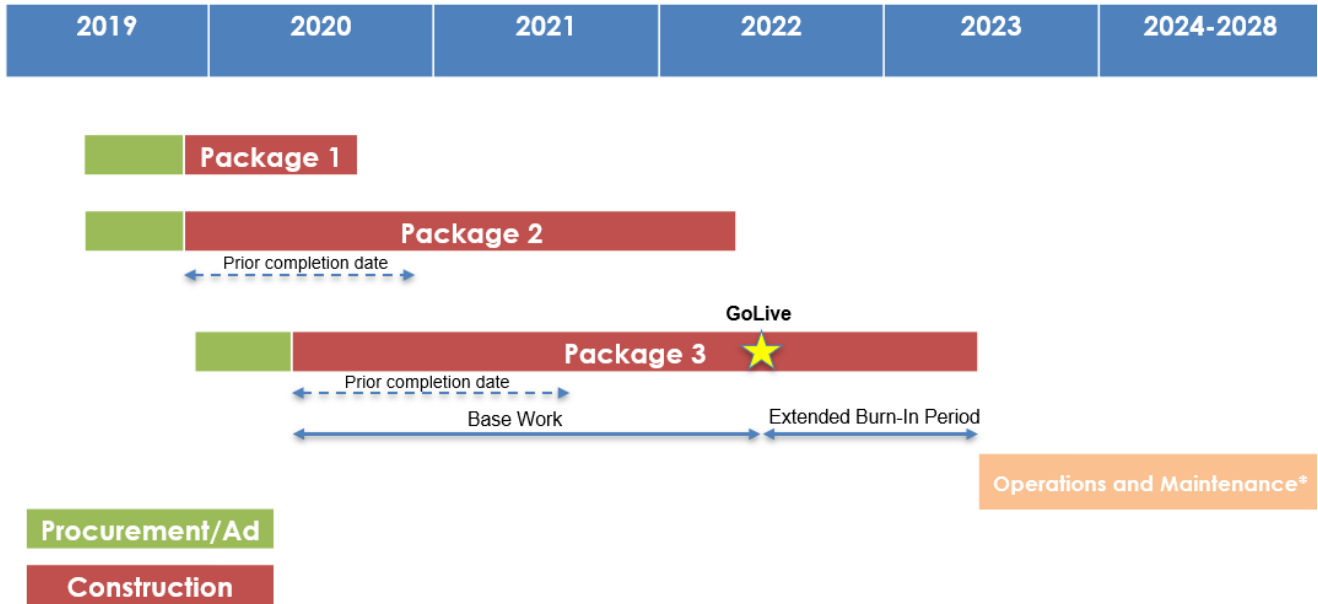 2019 2020 2021 2022 2023 2024-2028
Package 1
Package 2
Prior completion date
GoLive
Package 3
Prior completion date
Base Work Extended Burn-In Period
Operations and Maintenance*
Procurement/Ad
Construction